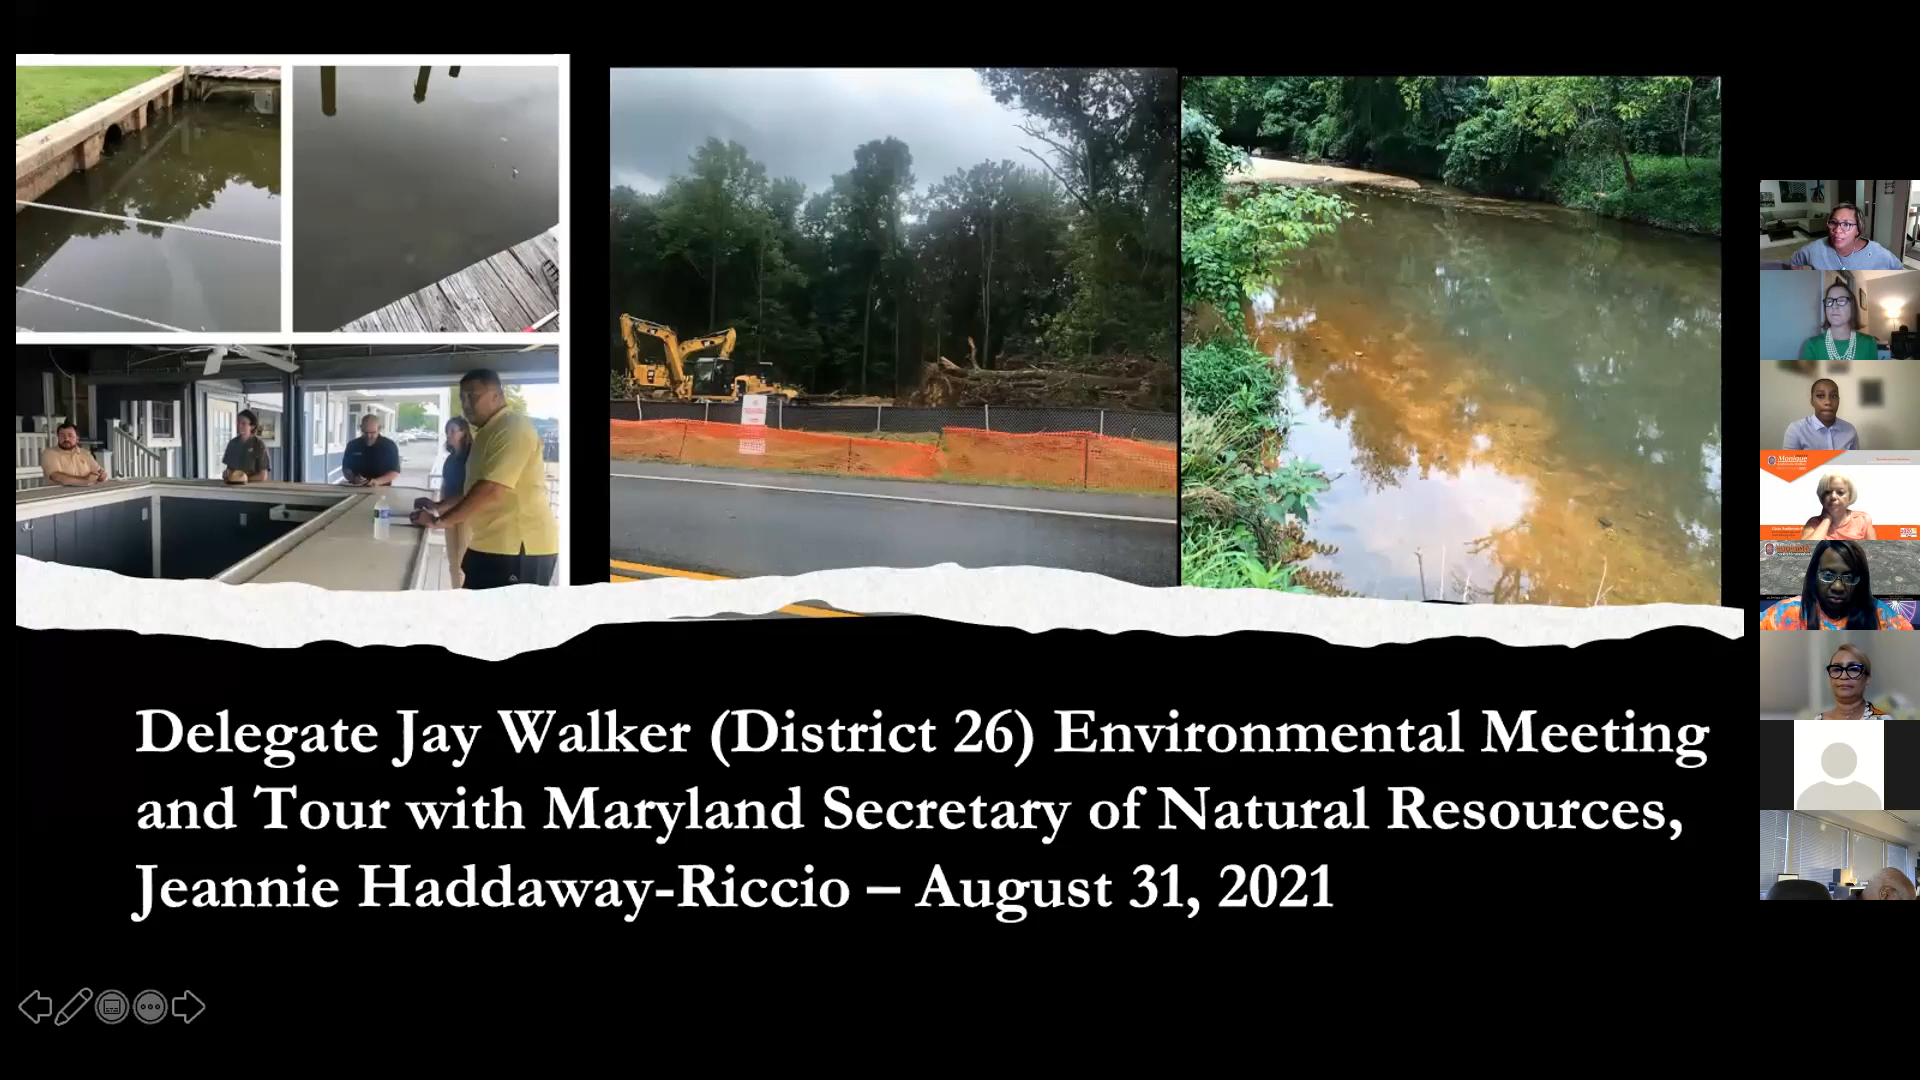 Delegate Jay Walker (District 26) Environmental Meeting
and Tour with Maryland Secretary of Natural Resources,
Jeannie Haddaway-Riccio – August 31, 2021
Monique